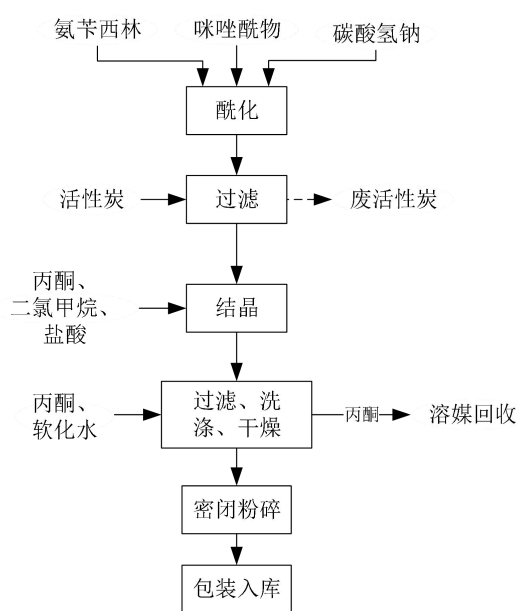 氨苄西林
咪唑酰物
碳酸氢钠
酰化
活性炭
过滤
废活性炭
丙酮、
二氯甲烷、
盐酸
结晶
丙酮、
软化水
过滤、洗
涤、干燥
丙酮
溶媒回收
密闭粉碎
包装入库